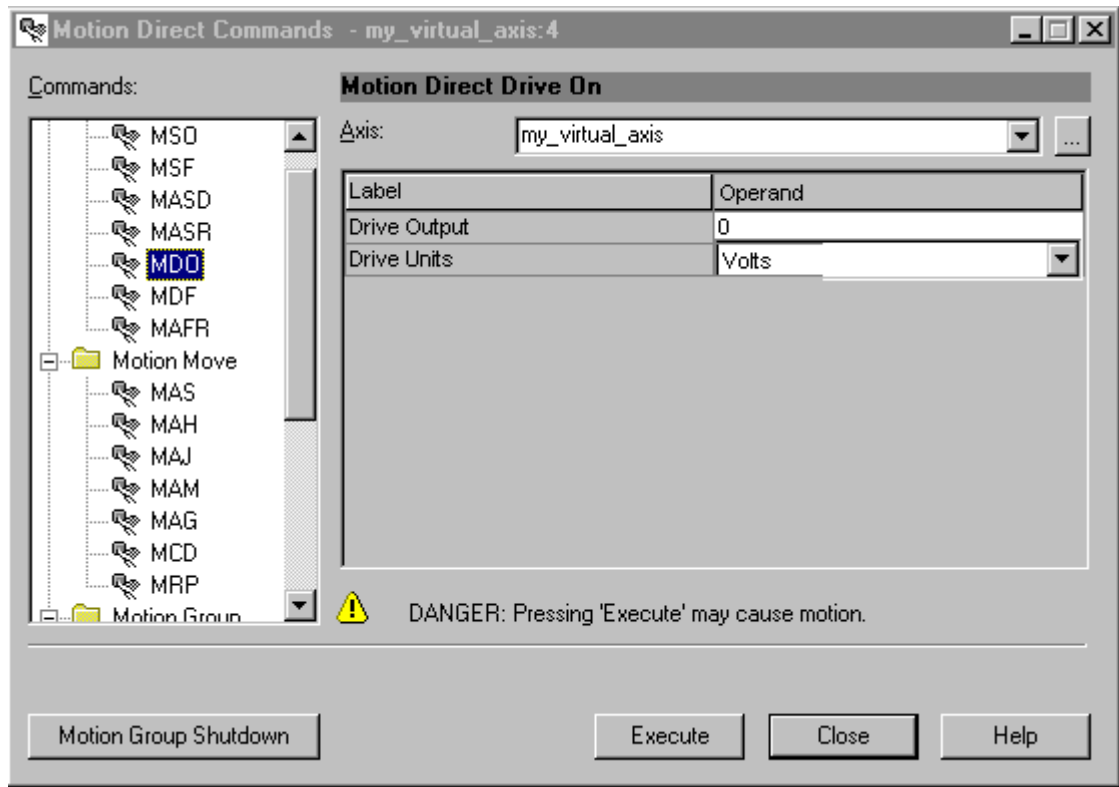 Motion Direct Commands - my_virtual_axis:4
Commands:
MSO
MSF
MASD
MASR
MDO
MDF
MAFR
Motion Move
MAS
MAH
MAJ
MAM
MAG
MCD
MRP
Motion Group
Motion Direct Drive On
Axis: my_virtual_axis ...
Label Operand
Drive Output 0
Drive Units Volts
DANGER: Pressing 'Execute' may cause motion.
Motion Group Shutdown Execute Close Help